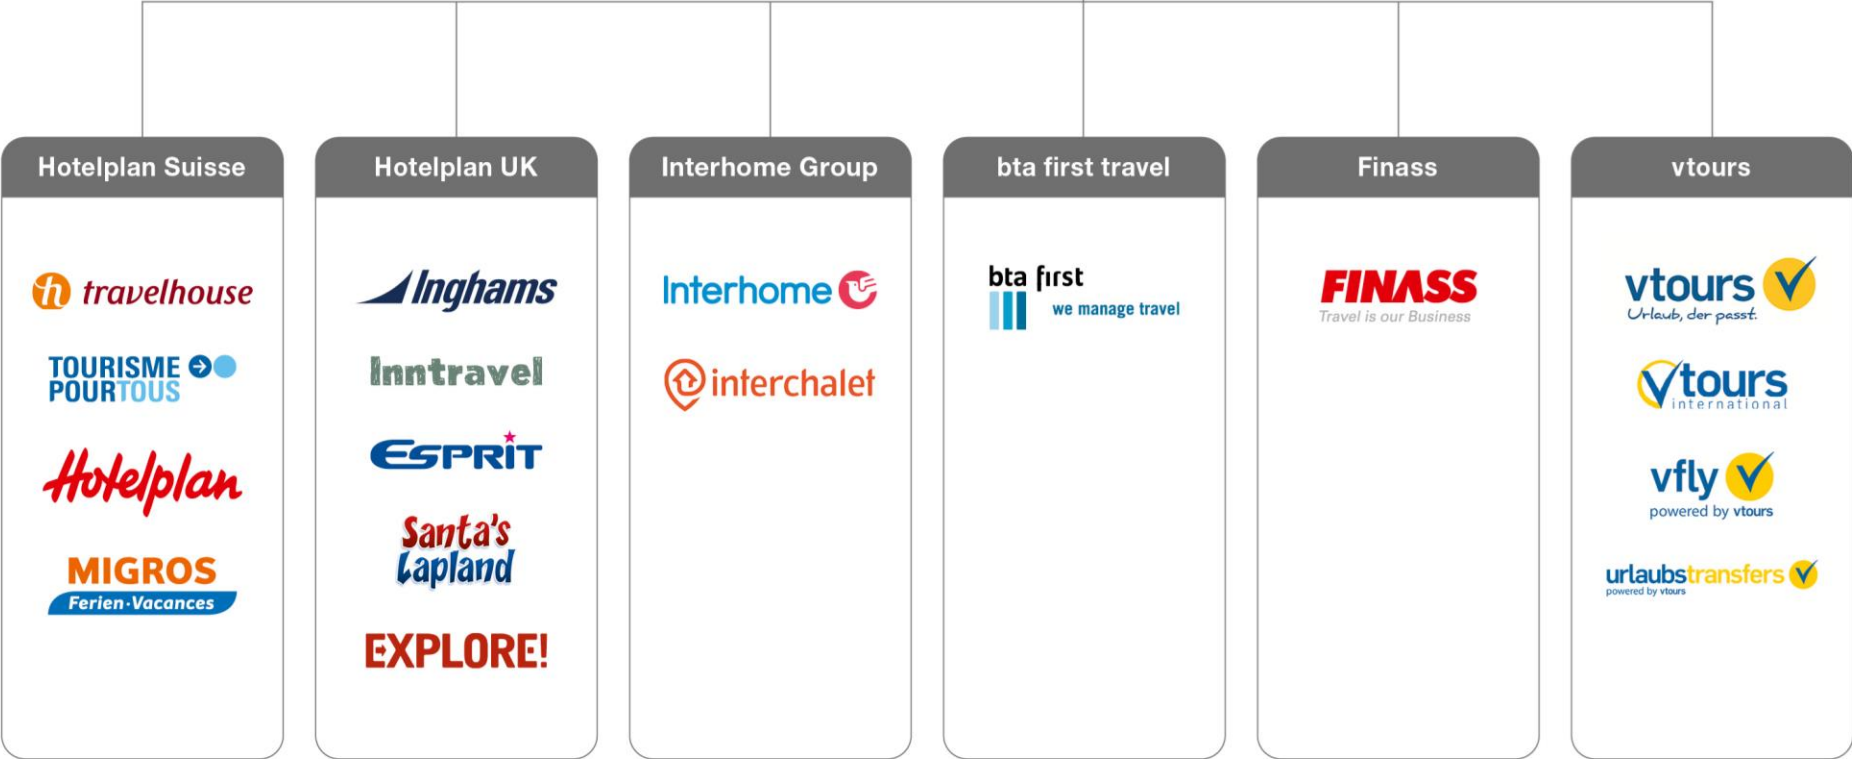 Hotelplan Suisse
travelhouse
TOURISME
POURTOUS
Hotelplan
MIGROS
Ferien·Vacances
Hotelplan UK
Inghams
Inntravel
ESPRIT
Santa's
Lapland
EXPLORE!
Interhome Group
Interhome
interchalet
bta first travel
bta first
we manage travel
Finass
FINASS
Travel is our Business
vtours
vtours
Urlaub, der passt.
vtours
international
vfly
powered by vtours
urlaubstransfers
powered by vtours